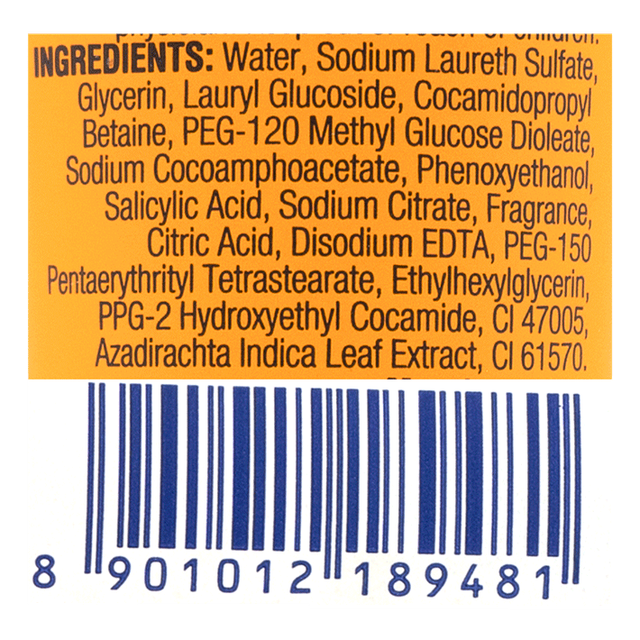 of children.
INGREDIENTS: Water, Sodium Laureth Sulfate,
Glycerin, Lauryl Glucoside, Cocamidopropyl
Betaine, PEG-120 Methyl Glucose Dioleate,
Sodium Cocoamphoacetate, Phenoxyethanol,
Salicylic Acid, Sodium Citrate, Fragrance,
Citric Acid, Disodium EDTA, PEG-150
Pentaerythrityl Tetrastearate, Ethylhexylglycerin,
PPG-2 Hydroxyethyl Cocamide, CI 47005,
Azadirachta Indica Leaf Extract, CI 61570.
8 901012 189481